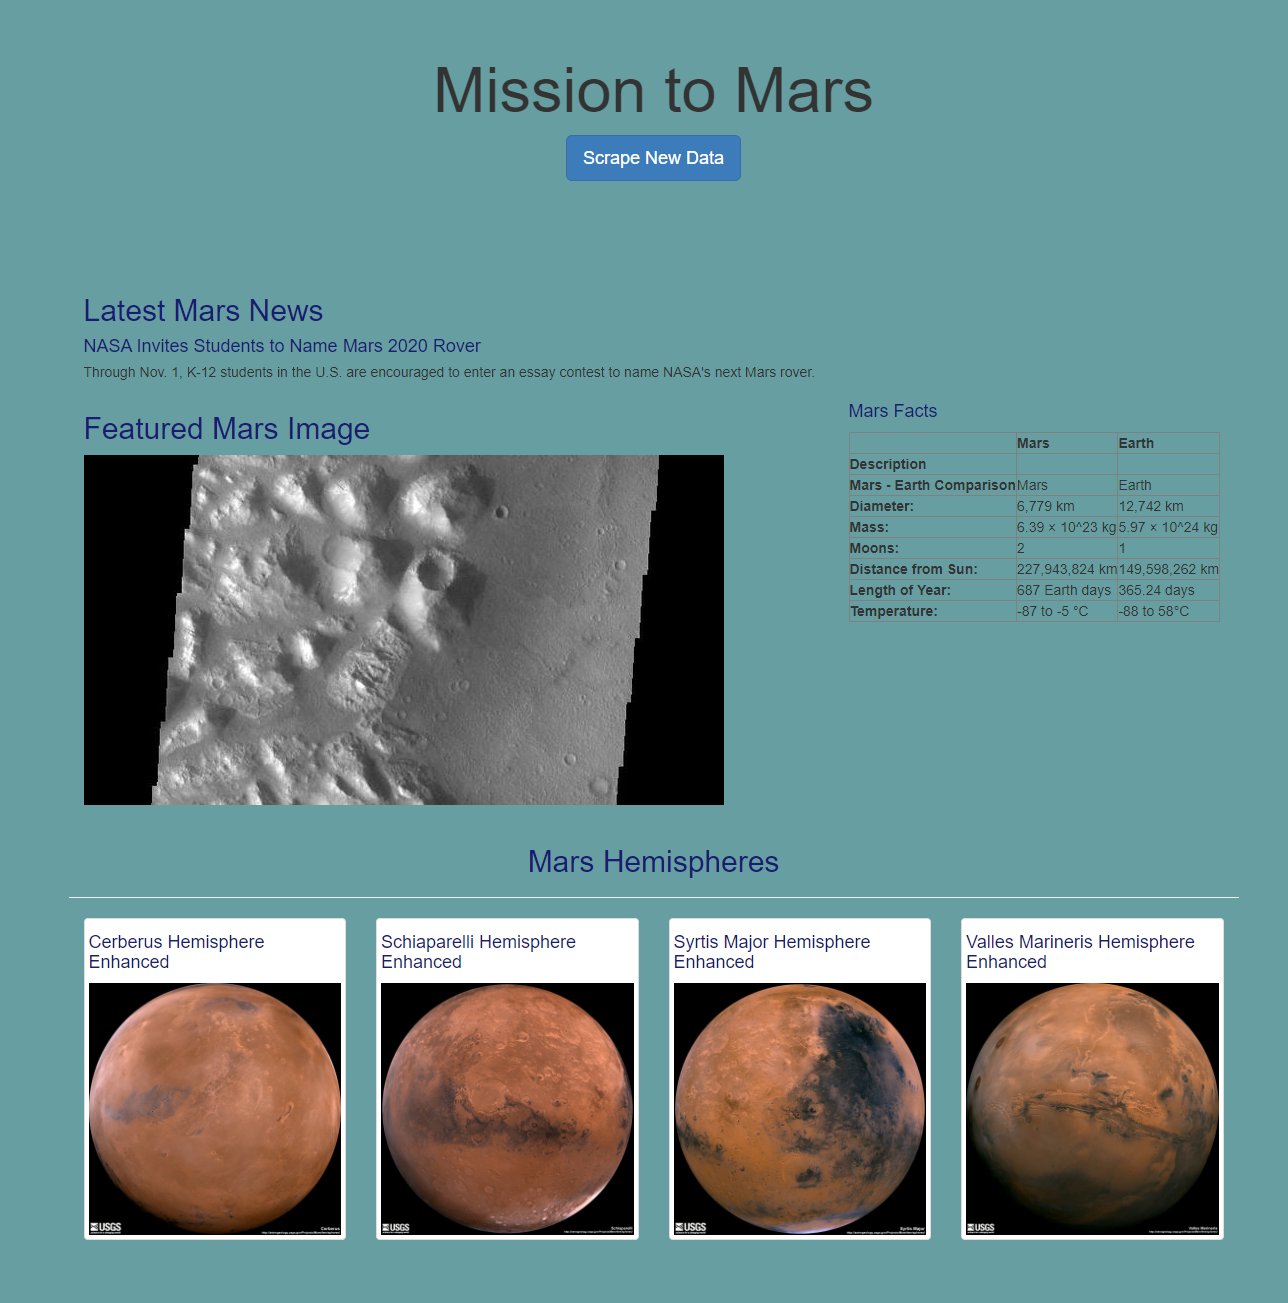 Mission to Mars
Scrape New Data
Latest Mars News
NASA Invites Students to Name Mars 2020 Rover
Through Nov. 1, K-12 students in the U.S. are encouraged to enter an essay contest to name NASA's next Mars rover.
Featured Mars Image
Mars Facts
Mars Earth
Description
Mars - Earth Comparison Mars Earth
Diameter: 6,779 km 12,742 km
Mass: 6.39 × 10^23 kg 5.97 × 10^24 kg
Moons: 2 1
Distance from Sun: 227,943,824 km 149,598,262 km
Length of Year: 687 Earth days 365.24 days
Temperature: -87 to -5 °C -88 to 58°C
Mars Hemispheres
Cerberus Hemisphere
Enhanced
USGS
Cerberus
Schiaparelli Hemisphere
Enhanced
USGS
Schiaparelli
Syrtis Major Hemisphere
Enhanced
USGS
Syrtis Major
Valles Marineris Hemisphere
Enhanced
USGS
Valles Marineris